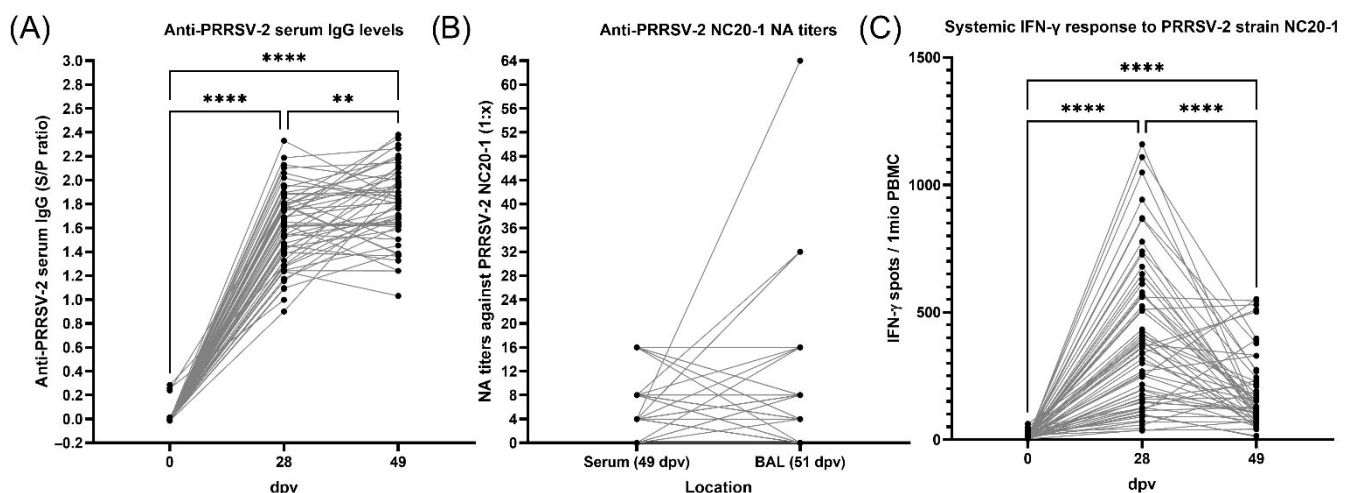 (A)
Anti-PRRSV-2 serum IgG levels
Anti-PRRSV-2 serum IgG (S/P ratio)
3.0
2.8
2.6
2.4
2.2
2.0
1.8
1.6
1.4
1.2
1.0
0.8
0.6
0.4
0.2
0.0
−0.2
****
**** **
0 28 49
dpv
(B)
Anti-PRRSV-2 NC20-1 NA titers
NA titers against PRRSV-2 NC20-1 (1:x)
64
60
56
52
48
44
40
36
32
28
24
20
16
12
8
4
0
Serum (49 dpv) BAL (51 dpv)
Location
(C)
Systemic IFN-γ response to PRRSV-2 strain NC20-1
IFN-γ spots / 1mio PBMC
1500
1000
500
0
****
**** ****
0 28 49
dpv